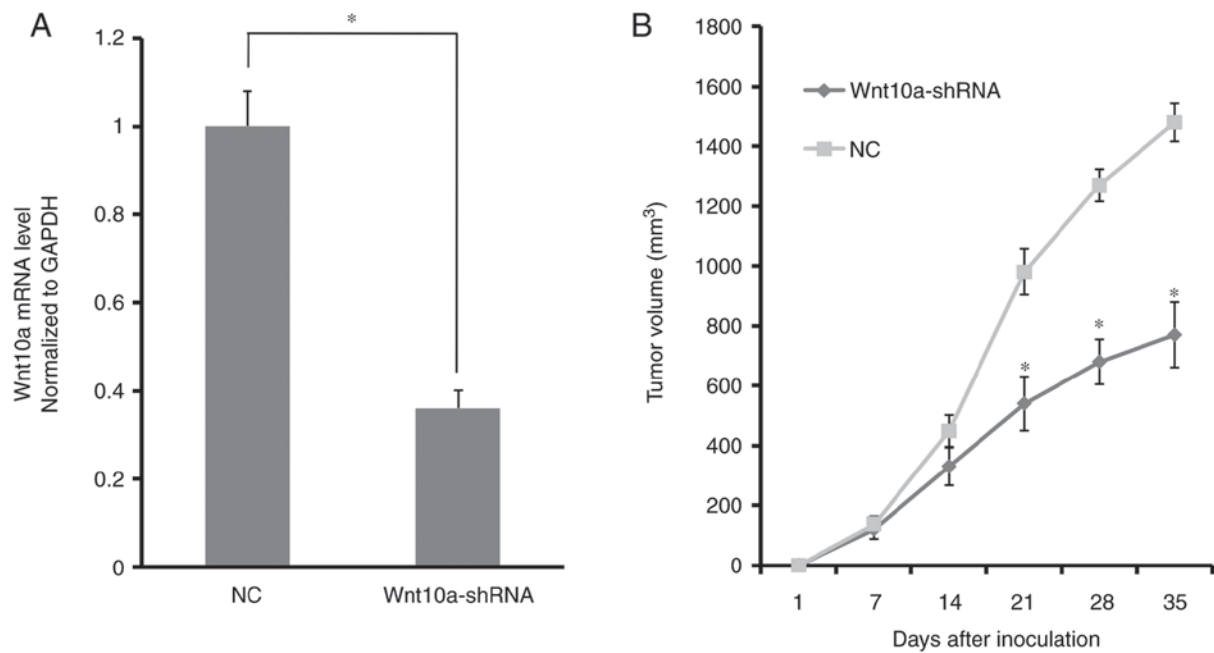 A
1.2
1
0.8
0.6
0.4
0.2
0
*
Wnt10a mRNA level
Normalized to GAPDH
NC
Wnt10a-shRNA
B
1800
1600
1400
1200
1000
800
600
400
200
0
Tumor volume (mm³)
Wnt10a-shRNA
NC
*
*
*
1 7 14 21 28 35
Days after inoculation